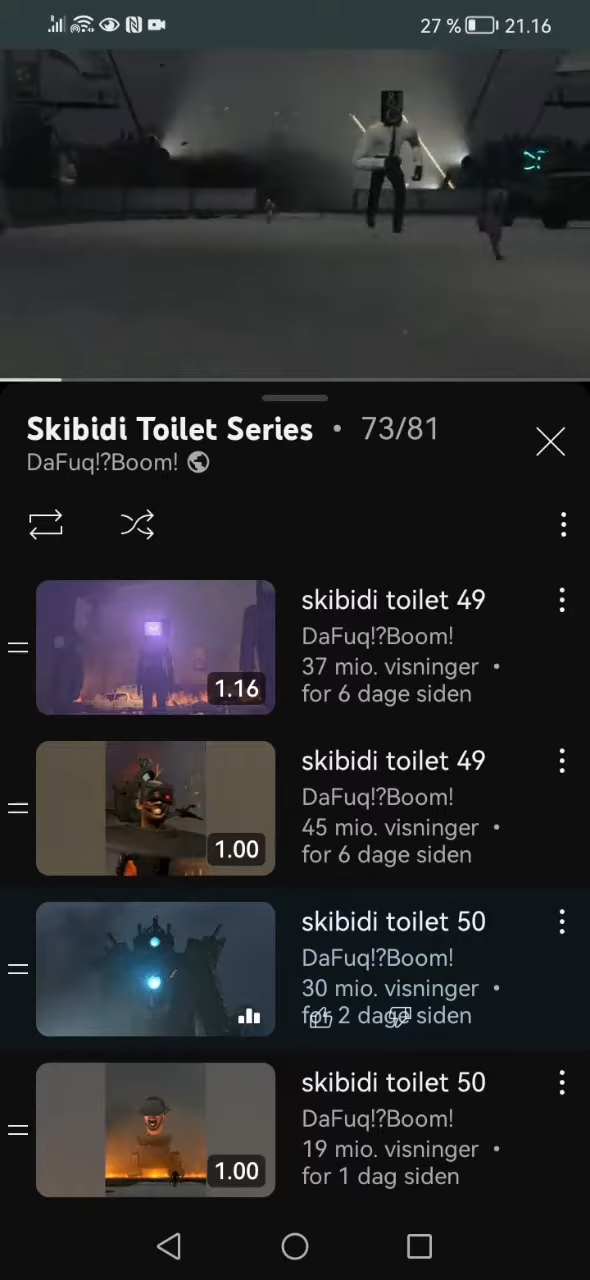 27 % 21.16
Skibidi Toilet Series • 73/81
DaFuq!?Boom!
skibidi toilet 49
DaFuq!?Boom!
37 mio. visninger •
for 6 dage siden
1.16
skibidi toilet 49
DaFuq!?Boom!
45 mio. visninger •
for 6 dage siden
1.00
skibidi toilet 50
DaFuq!?Boom!
30 mio. visninger •
for 2 dage siden
skibidi toilet 50
DaFuq!?Boom!
19 mio. visninger •
for 1 dag siden
1.00